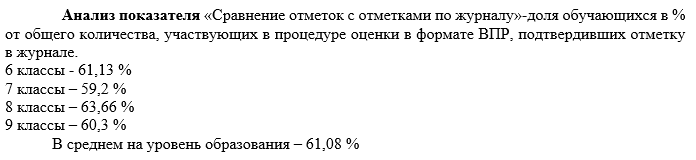 Анализ показателя «Сравнение отметок с отметками по журналу»-доля обучающихся в %
от общего количества, участвующих в процедуре оценки в формате ВПР, подтвердивших отметку
в журнале.
6 классы - 61,13 %
7 классы – 59,2 %
8 классы – 63,66 %
9 классы – 60,3 %
В среднем на уровень образования – 61,08 %